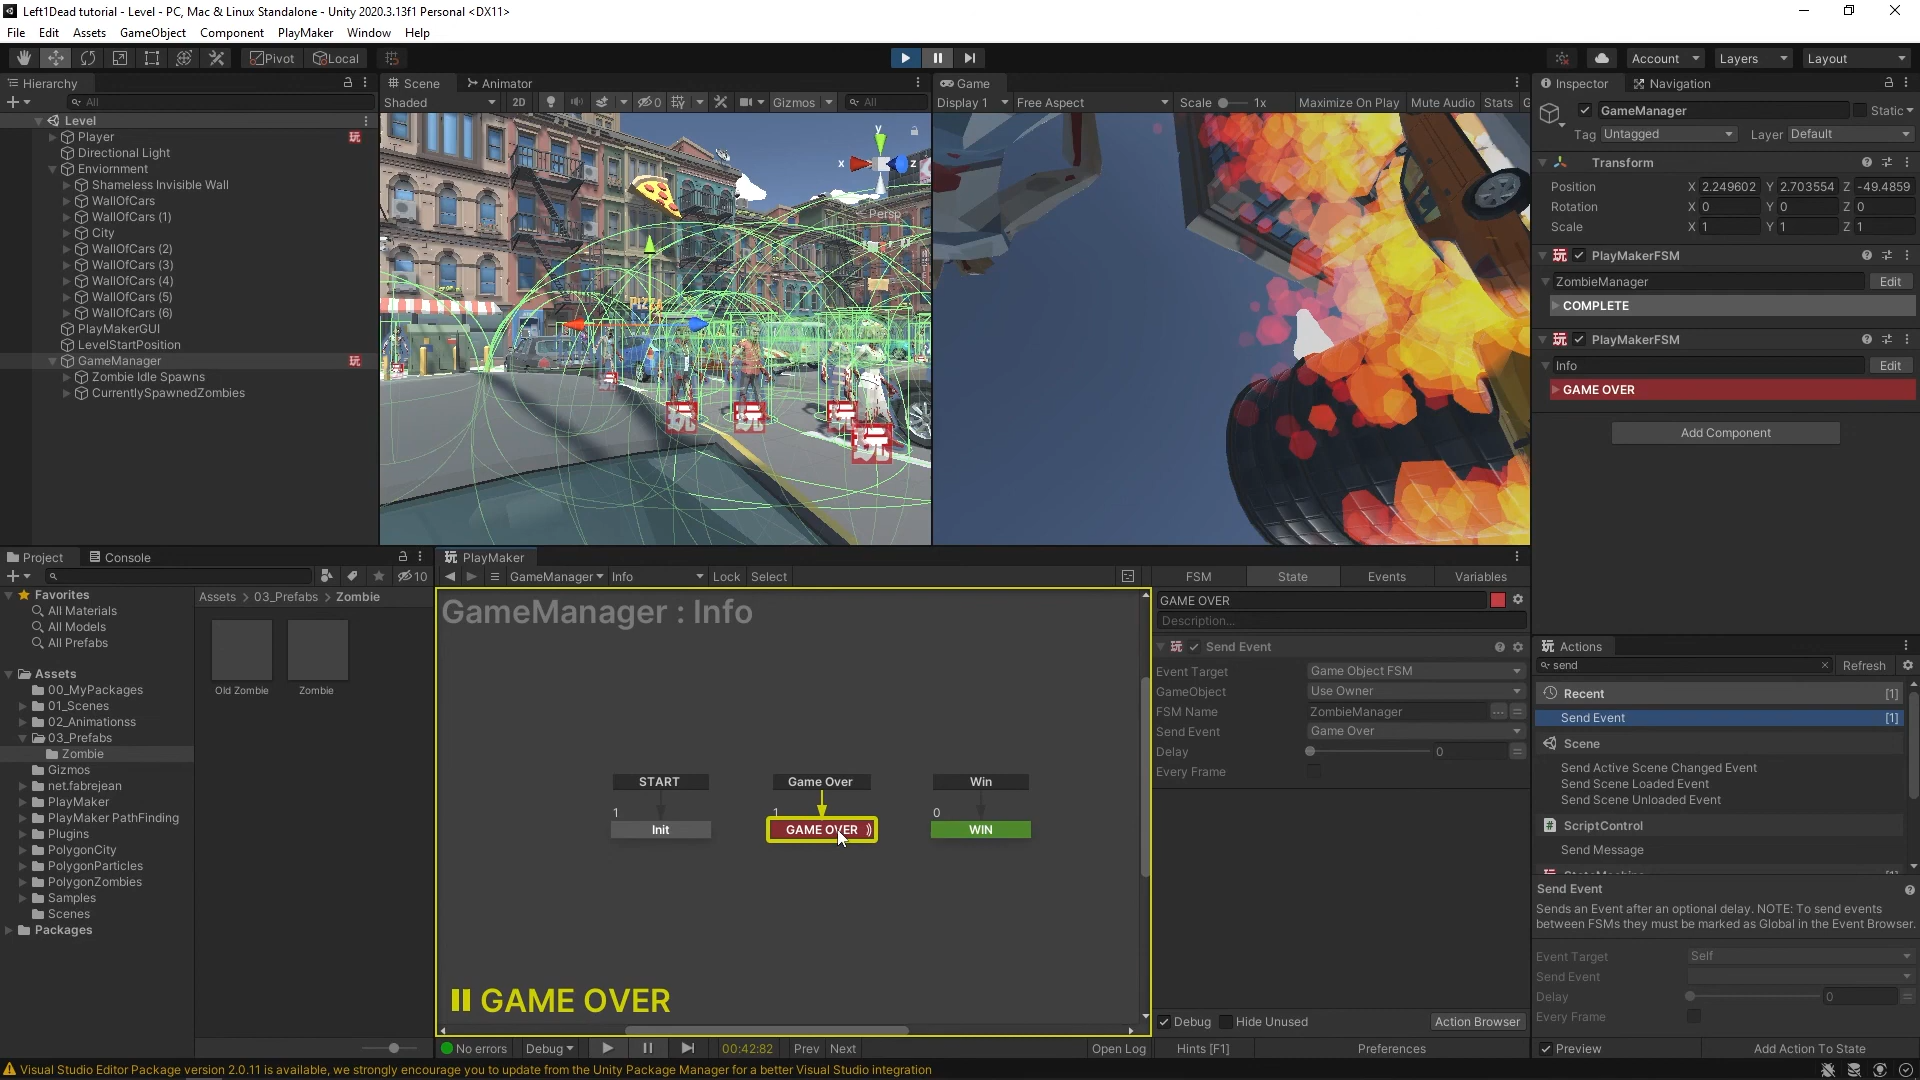 Left1Dead tutorial - Level - PC, Mac & Linux Standalone - Unity 2020.3.13f1 Personal <DX11>
File Edit Assets GameObject Component PlayMaker Window Help
Pivot Local Account Layers Layout
Hierarchy
All
Level
Player
Directional Light
Enviornment
Shameless Invisible Wall
WallOfCars
WallOfCars (1)
City
WallOfCars (2)
WallOfCars (3)
WallOfCars (4)
WallOfCars (5)
WallOfCars (6)
PlayMakerGUI
LevelStartPosition
GameManager
Zombie Idle Spawns
CurrentlySpawnedZombies
Scene Animator
Shaded 2D 0 Gizmos All
y
x z
Persp
PIZZA
玩 玩 玩 玩
Game
Display 1 Free Aspect Scale 1x Maximize On Play Mute Audio Stats G
Inspector Navigation
GameManager Static
Tag Untagged Layer Default
Transform
Position X 2.249602 Y 2.703554 Z -49.4859
Rotation X 0 Y 0 Z 0
Scale X 1 Y 1 Z 1
PlayMakerFSM
ZombieManager Edit
COMPLETE
PlayMakerFSM
Info Edit
GAME OVER
Add Component
Project Console
10
Favorites
All Materials
All Models
All Prefabs
Assets
00_MyPackages
01_Scenes
02_Animationss
03_Prefabs
Zombie
Gizmos
net.fabrejean
PlayMaker
PlayMaker PathFinding
Plugins
PolygonCity
PolygonParticles
PolygonZombies
Samples
Scenes
Packages
Assets > 03_Prefabs > Zombie
Old Zombie Zombie
PlayMaker
GameManager Info Lock Select
GameManager : Info
START Game Over Win
1 1 0
Init GAME OVER WIN
GAME OVER
No errors Debug 00:42:82 Prev Next Open Log
FSM State Events Variables
GAME OVER
Description...
Send Event
Event Target Game Object FSM
GameObject Use Owner
FSM Name ZombieManager
Send Event Game Over
Delay 0
Every Frame
Debug Hide Unused Action Browser
Hints [F1] Preferences
Actions
send Refresh
Recent [1]
Send Event [1]
Scene
Send Active Scene Changed Event
Send Scene Loaded Event
Send Scene Unloaded Event
ScriptControl
Send Message
Send Event
Sends an Event after an optional delay. NOTE: To send events
between FSMs they must be marked as Global in the Event Browser.
Event Target Self
Send Event
Delay 0
Every Frame
Preview Add Action To State
Visual Studio Editor Package version 2.0.11 is available, we strongly encourage you to update from the Unity Package Manager for a better Visual Studio integration